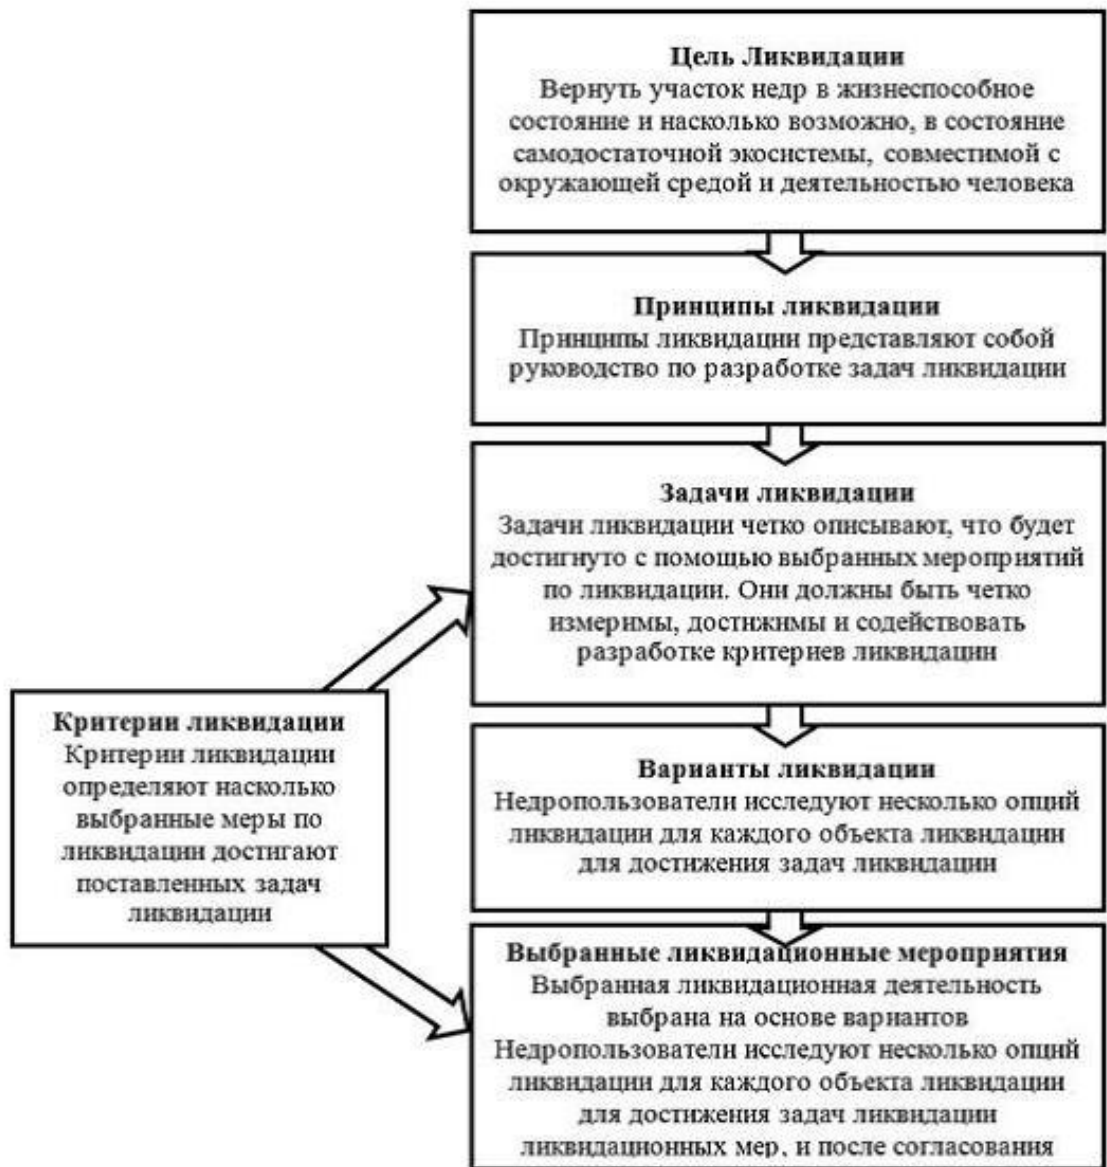 Цель Ликвидации
Вернуть участок недр в жизнеспособное
состояние и насколько возможно, в состояние
самодостаточной экосистемы, совместимой с
окружающей средой и деятельностью человека
Принципы ликвидации
Принципы ликвидации представляют собой
руководство по разработке задач ликвидации
Задачи ликвидации
Задачи ликвидации четко описывают, что будет
достигнуто с помощью выбранных мероприятий
по ликвидации. Они должны быть четко
измеримы, достижимы и содействовать
разработке критериев ликвидации
Критерии ликвидации
Критерии ликвидации
определяют насколько
выбранные меры по
ликвидации достигают
поставленных задач
ликвидации
Варианты ликвидации
Недропользователи исследуют несколько опций
ликвидации для каждого объекта ликвидации
для достижения задач ликвидации
Выбранные ликвидационные мероприятия
Выбранная ликвидационная деятельность
выбрана на основе вариантов
Недропользователи исследуют несколько опций
ликвидации для каждого объекта ликвидации
для достижения задач ликвидации
ликвидационных мер, и после согласования